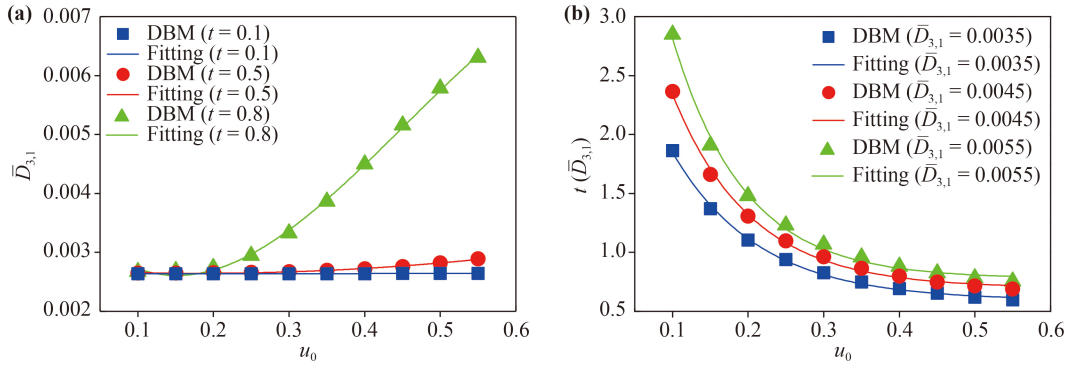 (a)
0.007
0.006
0.005
0.004
0.003
0.002
D̅₃,₁
DBM (t = 0.1)
Fitting (t = 0.1)
DBM (t = 0.5)
Fitting (t = 0.5)
DBM (t = 0.8)
Fitting (t = 0.8)
0.1 0.2 0.3 0.4 0.5 0.6
u₀
(b)
3.0
2.5
2.0
1.5
1.0
0.5
t (D̅₃,₁)
DBM (D̅₃,₁ = 0.0035)
Fitting (D̅₃,₁ = 0.0035)
DBM (D̅₃,₁ = 0.0045)
Fitting (D̅₃,₁ = 0.0045)
DBM (D̅₃,₁ = 0.0055)
Fitting (D̅₃,₁ = 0.0055)
0.1 0.2 0.3 0.4 0.5 0.6
u₀